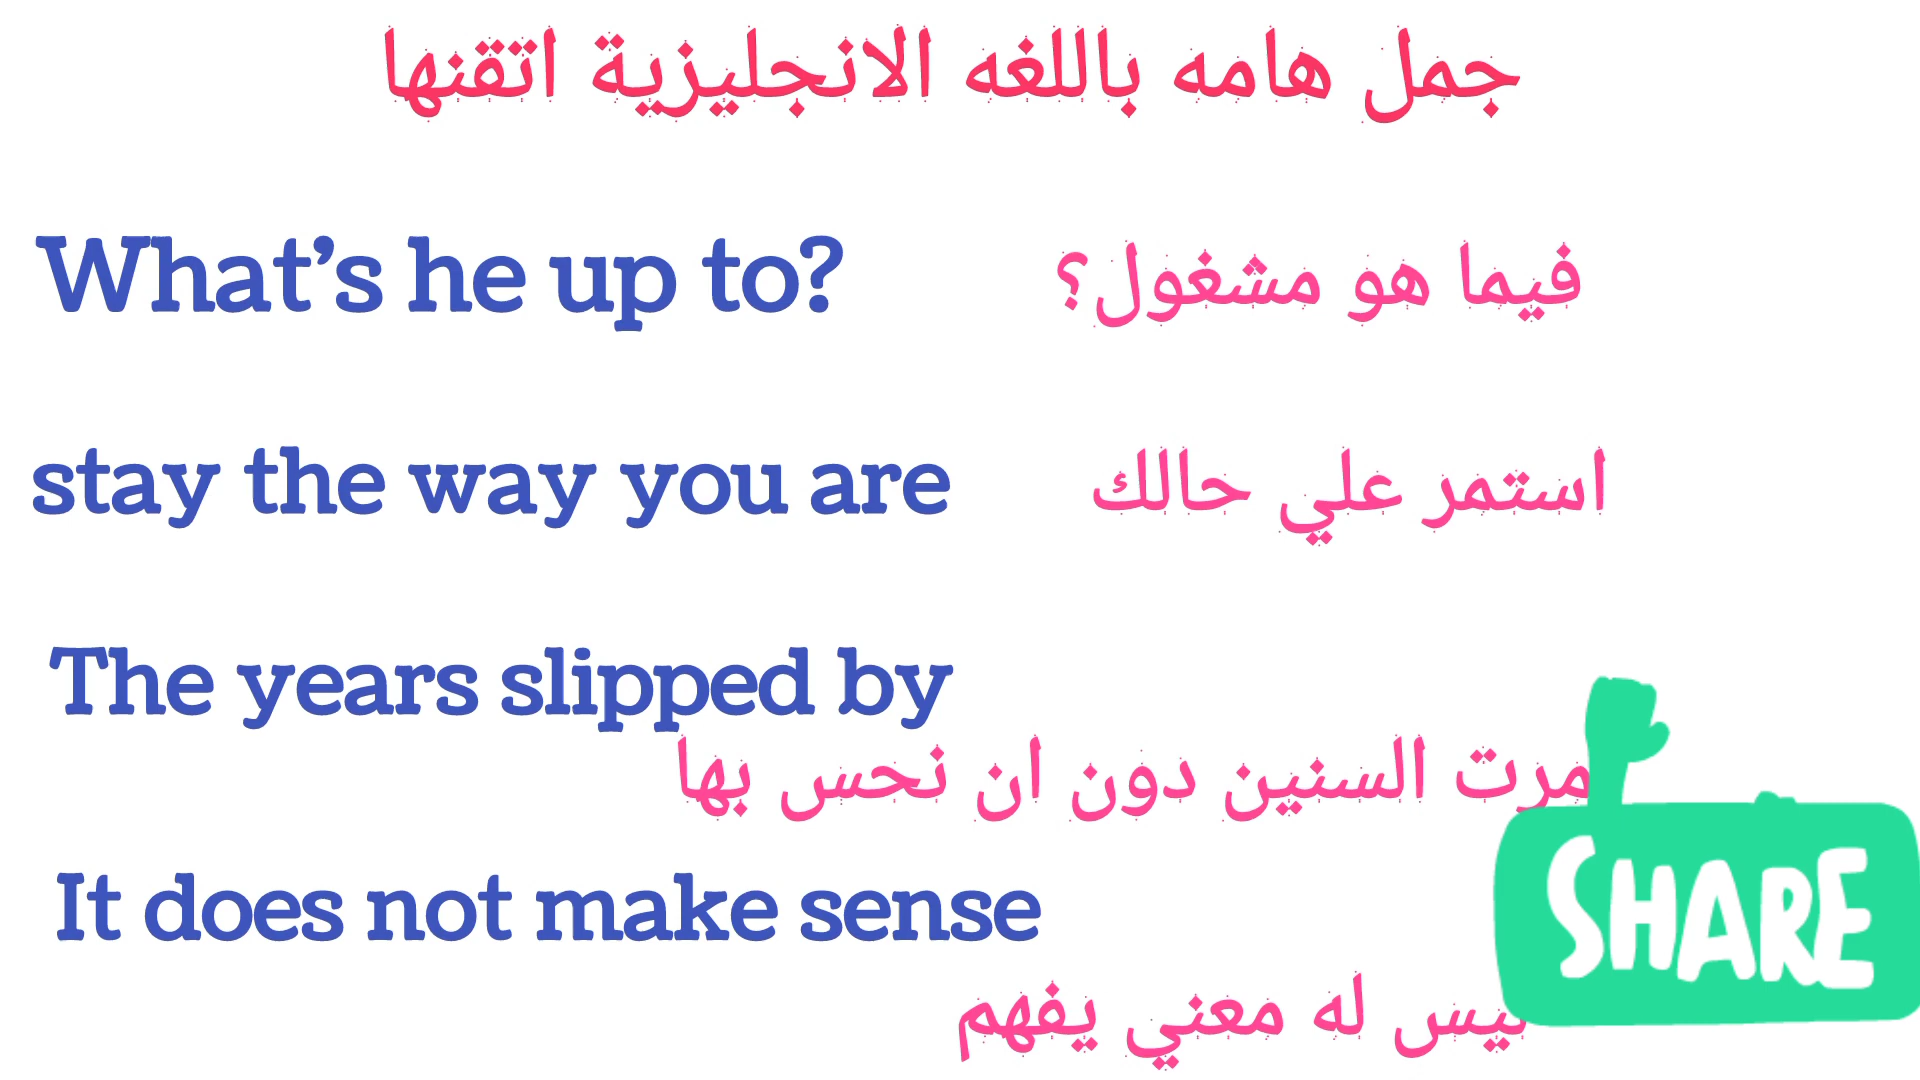 جمل هامه باللغه الانجليزية اتقنها
What's he up to?
فيما هو مشغول؟
stay the way you are
استمر علي حالك
The years slipped by
مرت السنين دون ان نحس بها
It does not make sense
ليس له معني يفهم
SHARE